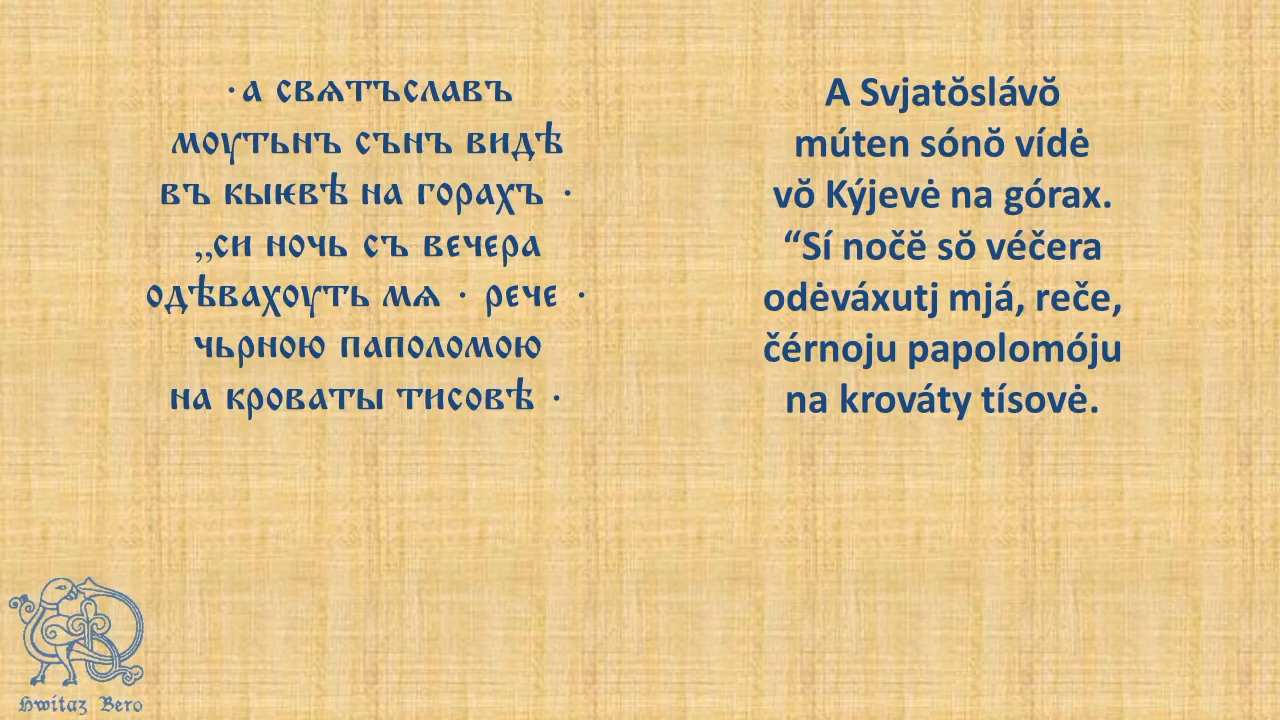 ·а свѧтъславъ
моутьнъ сънъ видѣ
въ кыѥвѣ на горахъ ·
„си ночь съ вечера
одѣвахоуть мѧ · рече ·
чьрною паполомою
на кроваты тисовѣ ·
A Svjatŏslávŏ
múten sónŏ vídė
vŏ Kýjevė na górax.
“Sí nočĕ sŏ véčera
odėváxutj mjá, reče,
čérnoju papolomóju
na krováty tísovė.
Hwítaz Bero